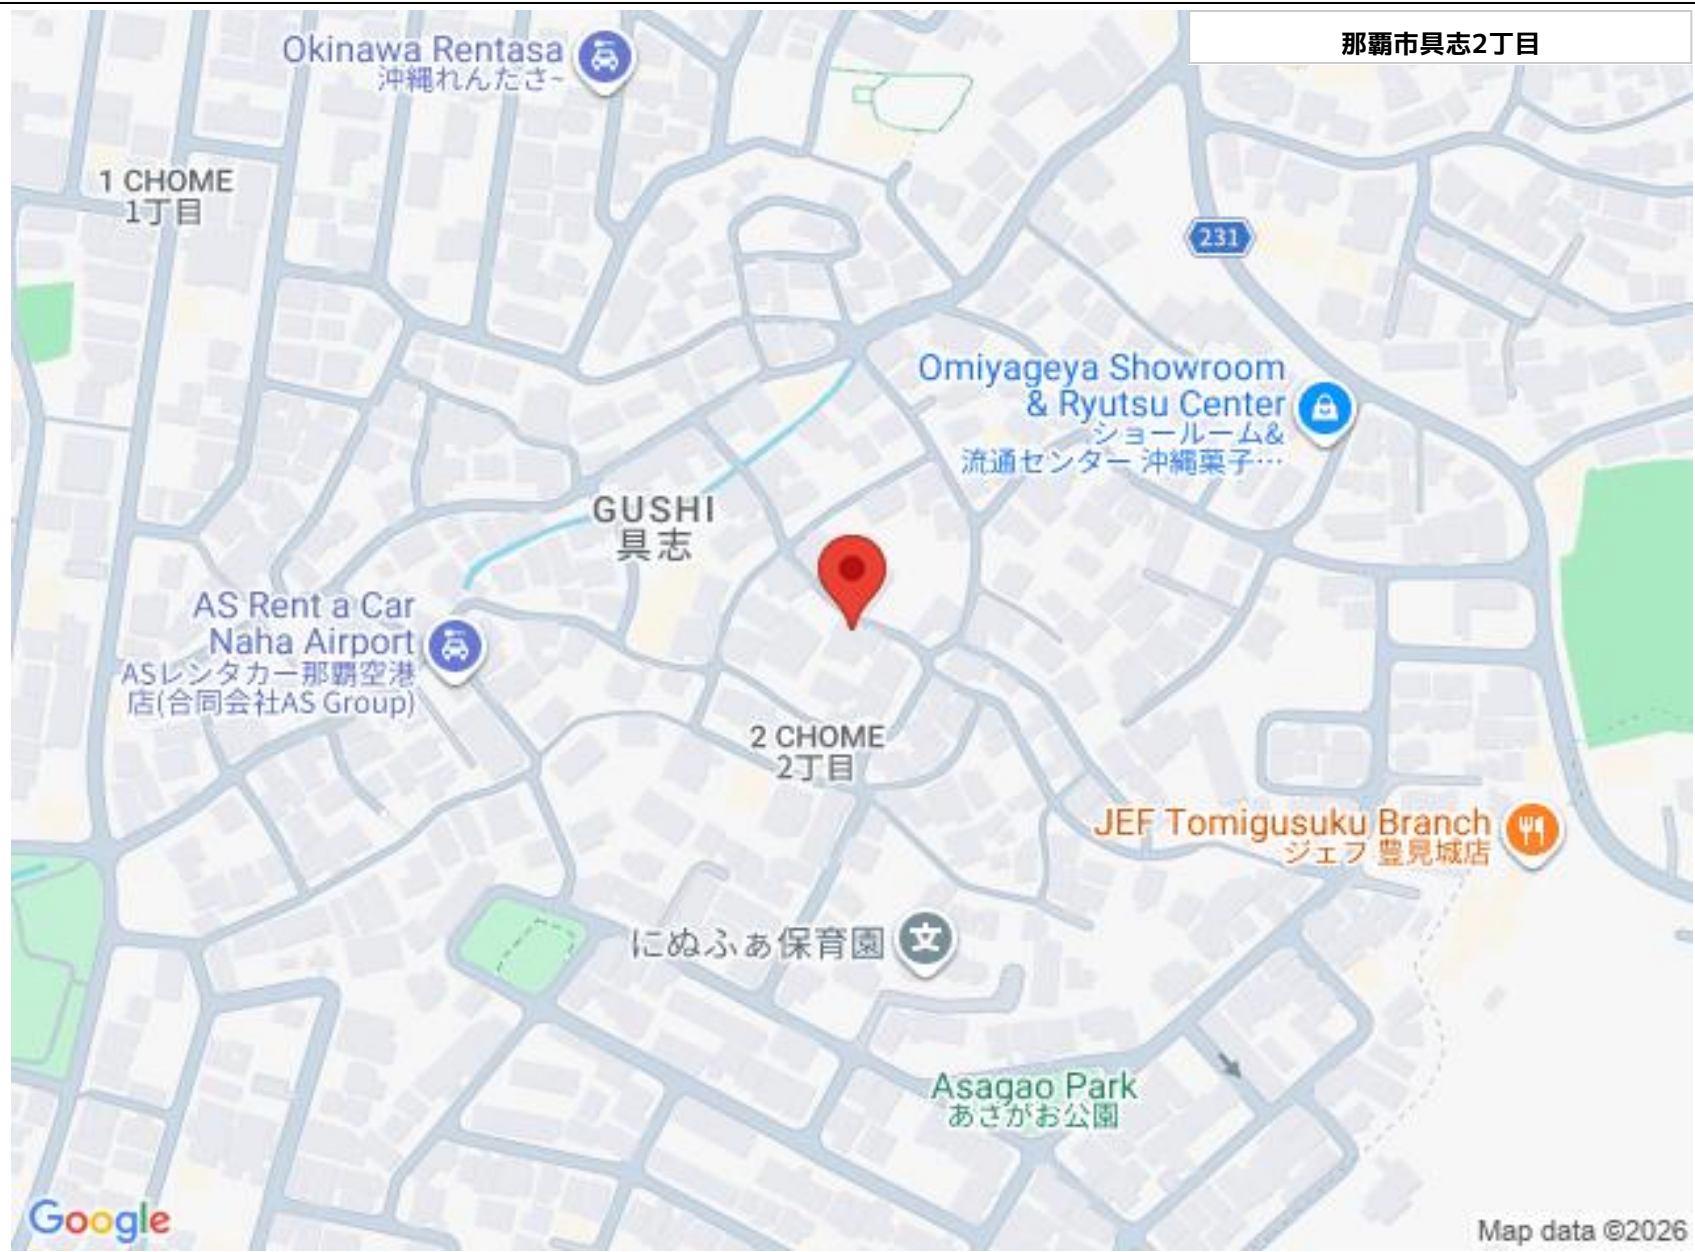 那覇市具志2丁目
Okinawa Rentasa
沖縄れんたさ~
1 CHOME
1丁目
231
Omiyageya Showroom
& Ryutsu Center
ショールーム&
流通センター 沖縄菓子…
GUSHI
具志
AS Rent a Car
Naha Airport
ASレンタカー那覇空港
店(合同会社AS Group)
2 CHOME
2丁目
JEF Tomigusuku Branch
ジェフ 豊見城店
にぬふぁ保育園
文
Asagao Park
あさがお公園
Google
Map data ©2026